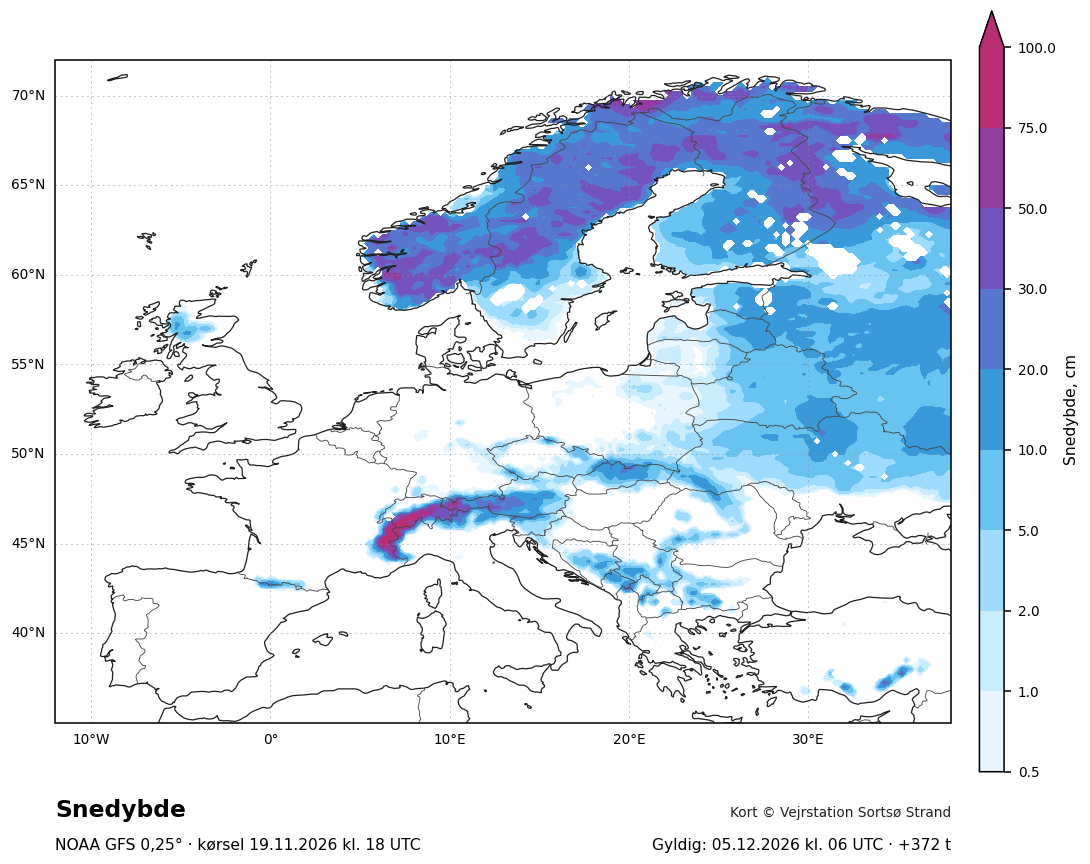 70°N
65°N
60°N
55°N
50°N
45°N
40°N
10°W
0°
10°E
20°E
30°E
100.0
75.0
50.0
30.0
20.0
10.0
5.0
2.0
1.0
0.5
Snedybde, cm
Snedybde
Kort © Vejrstation Sortsø Strand
NOAA GFS 0,25° · kørsel 19.11.2026 kl. 18 UTC
Gyldig: 05.12.2026 kl. 06 UTC · +372 t